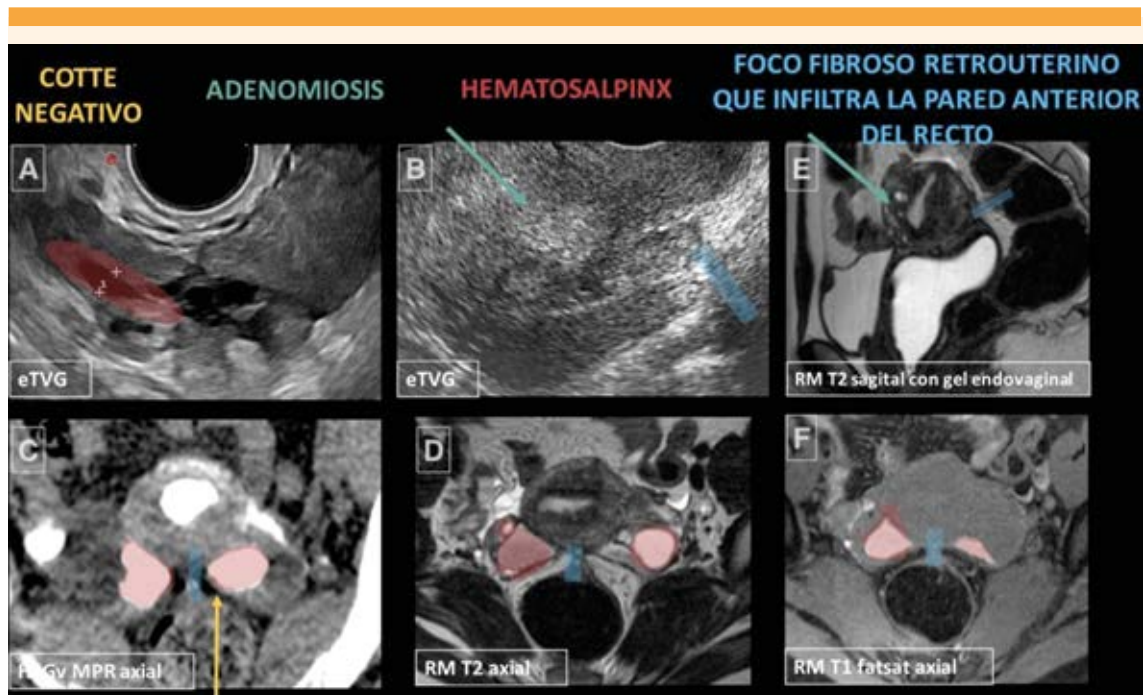 COTTE
NEGATIVO
ADENOMIOSIS
HEMATOSALPINX
FOCO FIBROSO RETROUTERINO
QUE INFILTRA LA PARED ANTERIOR
DEL RECTO
A
eTVG
B
eTVG
E
RM T2 sagital con gel endovaginal
C
MPR axial
D
RM T2 axial
F
RM T1 fatsat axial